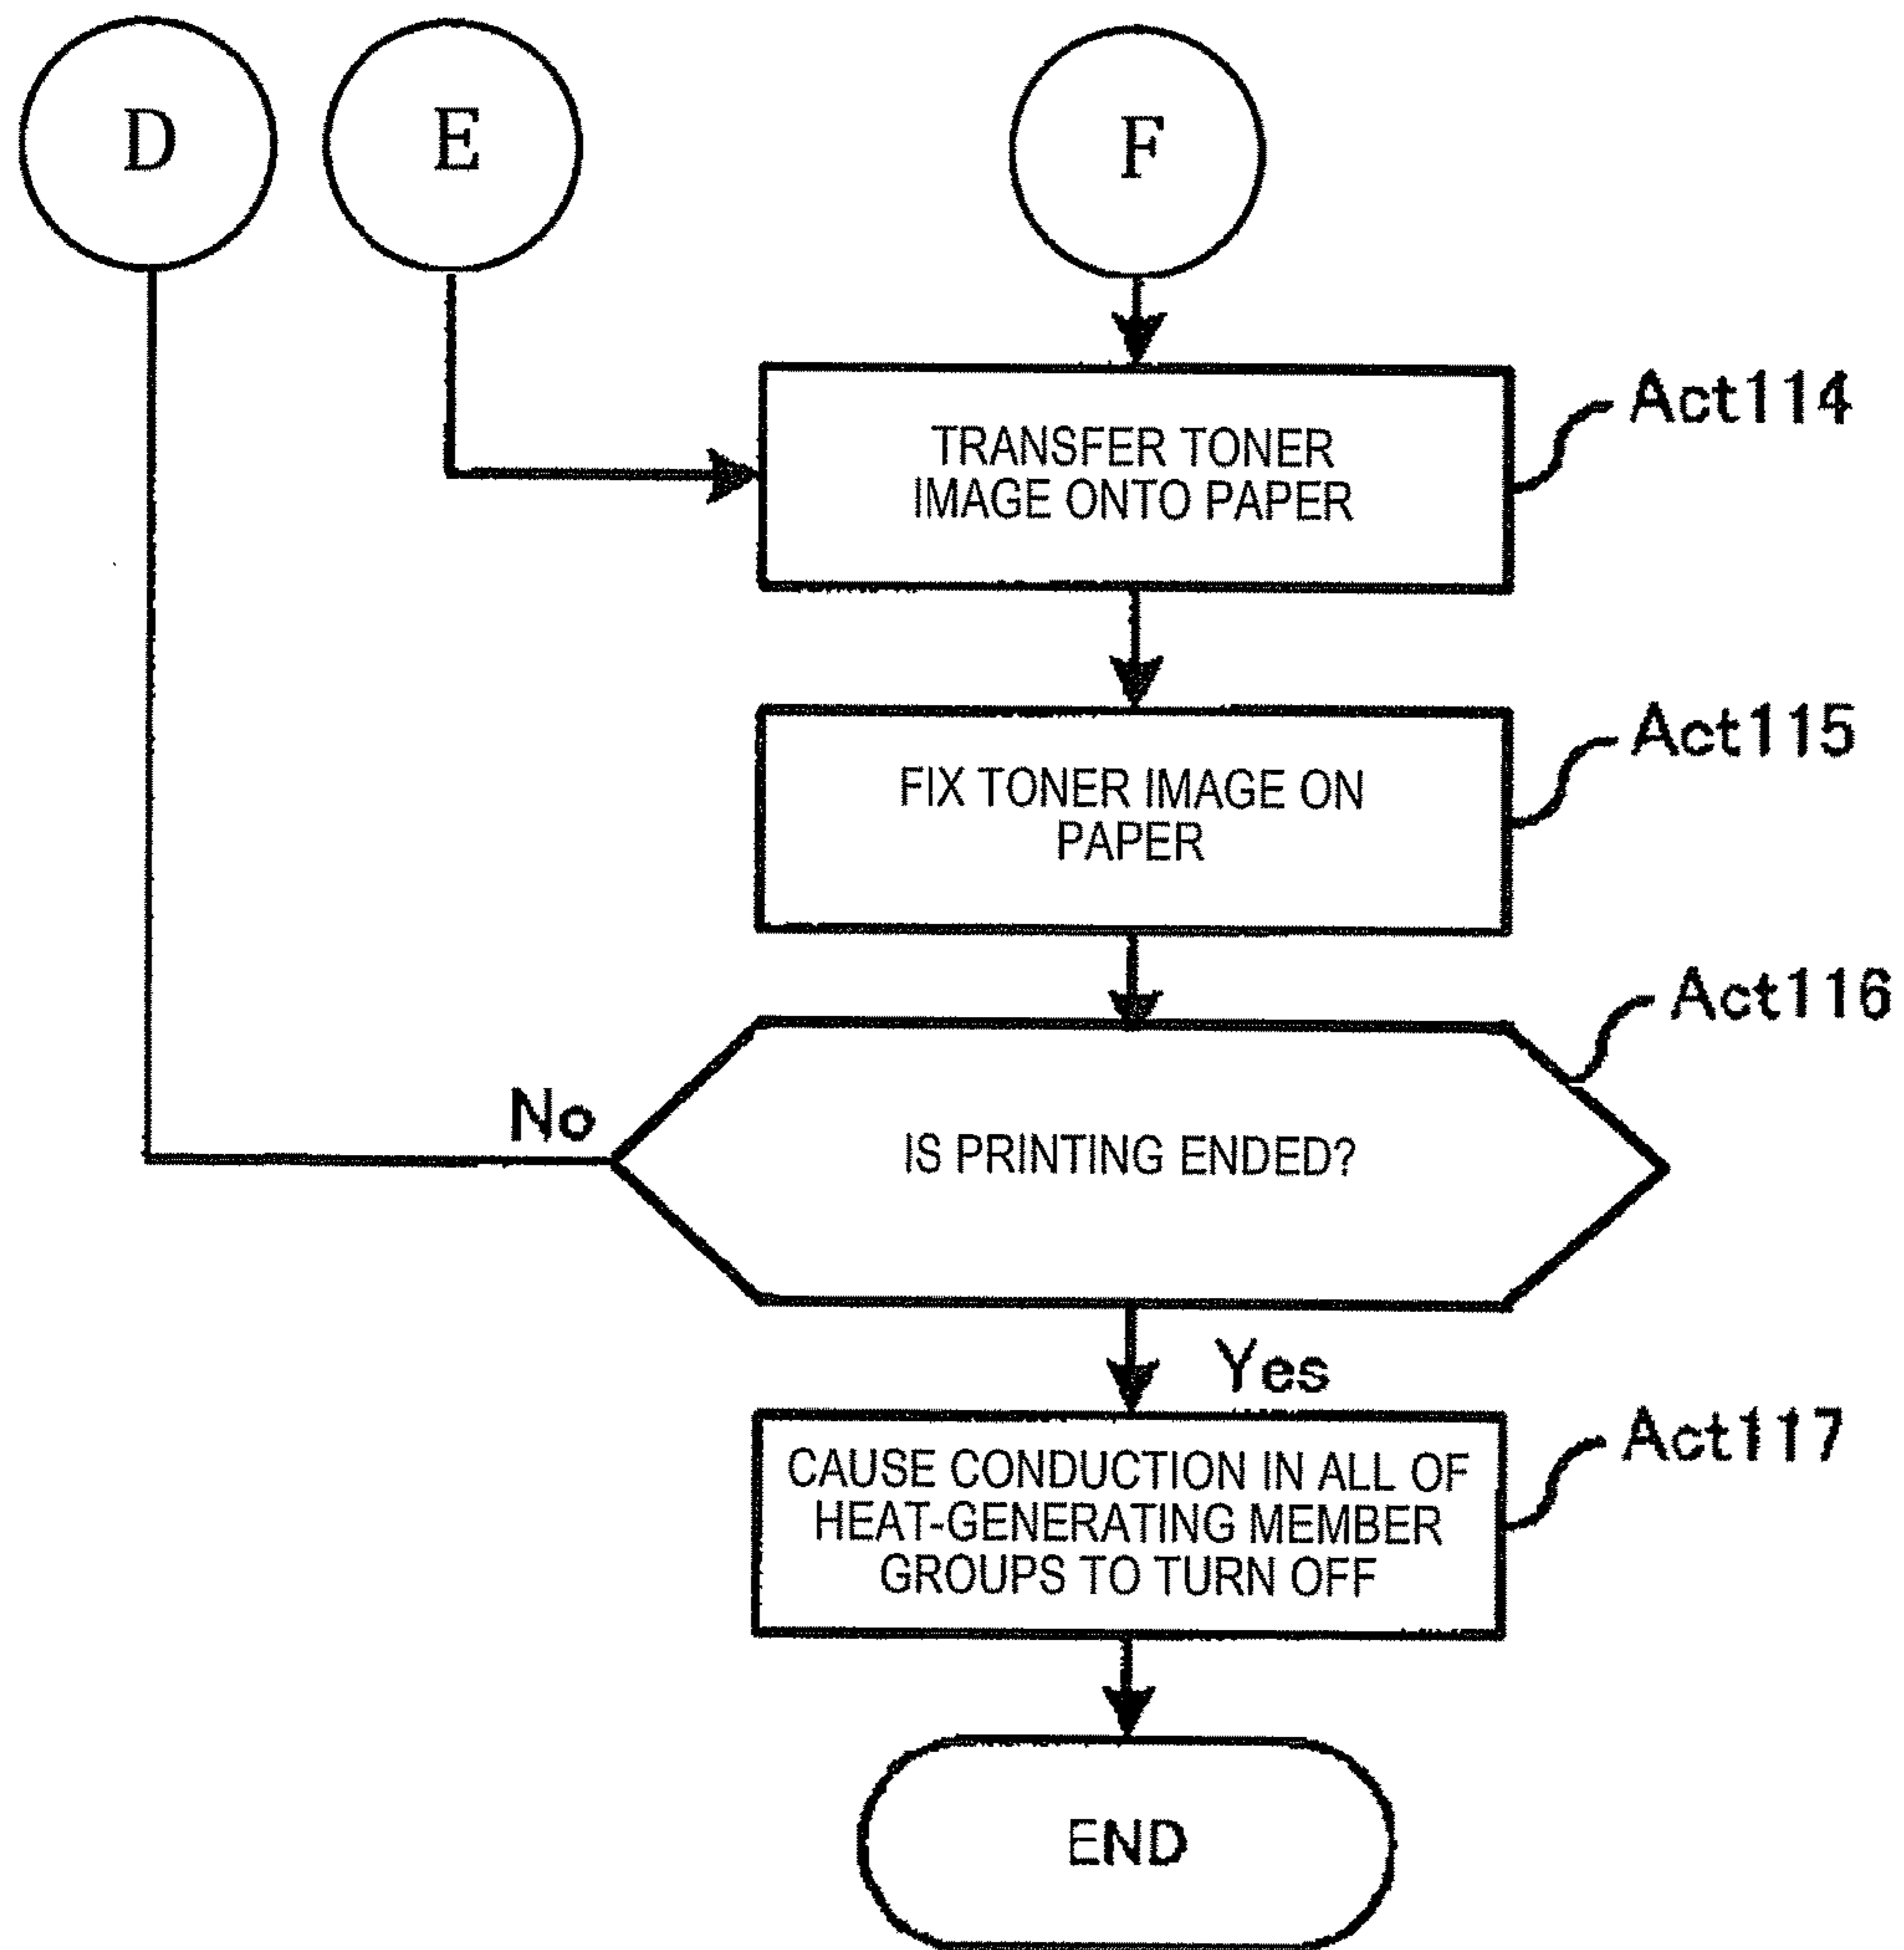 D
E
F
Act114
TRANSFER TONER
IMAGE ONTO PAPER
Act115
FIX TONER IMAGE ON
PAPER
Act116
No
IS PRINTING ENDED?
Yes
Act117
CAUSE CONDUCTION IN ALL OF
HEAT-GENERATING MEMBER
GROUPS TO TURN OFF
END